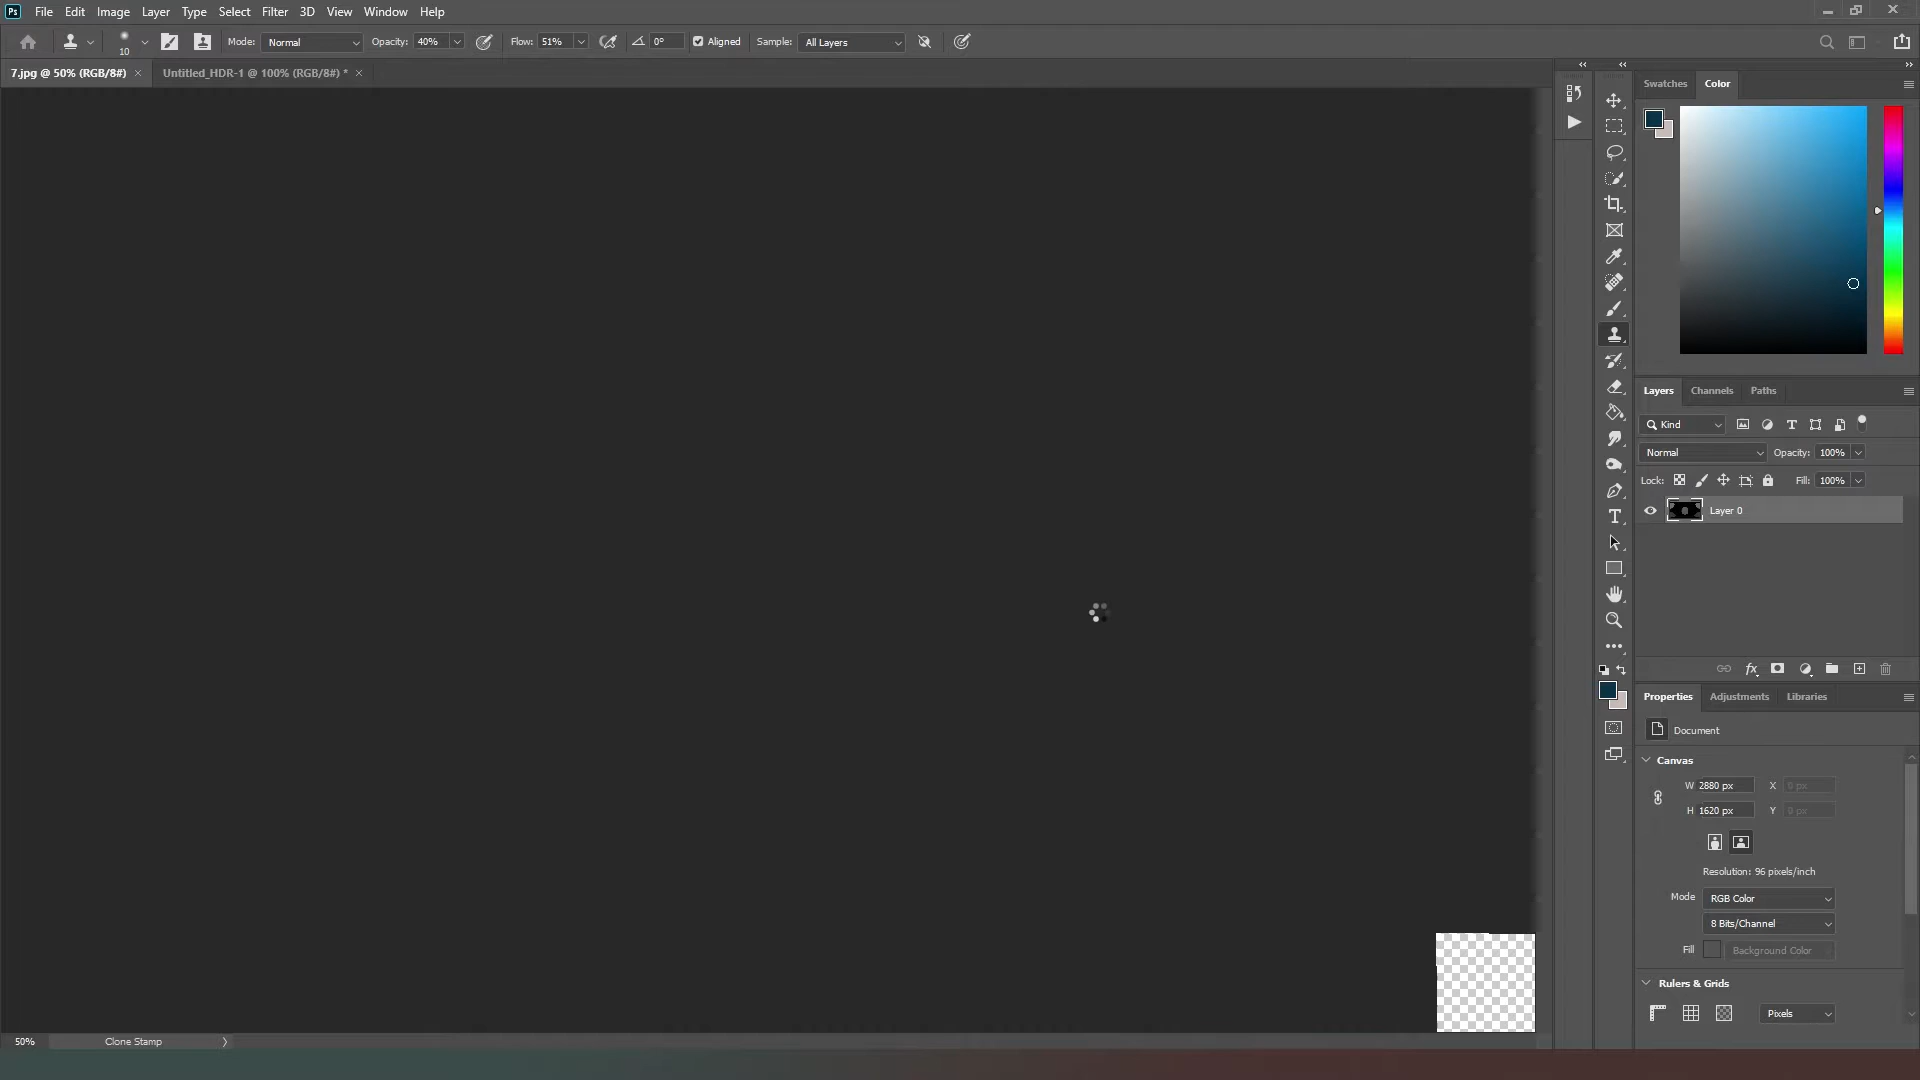 Ps File Edit Image Layer Type Select Filter 3D View Window Help
10 Mode: Normal Opacity: 40% Flow: 51% 0° Aligned Sample: All Layers
7.jpg @ 50% (RGB/8#) × Untitled_HDR-1 @ 100% (RGB/8#) * ×
Swatches Color
Layers Channels Paths
Kind
Normal Opacity: 100%
Lock: Fill: 100%
Layer 0
fx
Properties Adjustments Libraries
Document
Canvas
W 2880 px X 0 px
H 1620 px Y 0 px
Resolution: 96 pixels/inch
Mode RGB Color
8 Bits/Channel
Fill Background Color
Rulers & Grids
Pixels
50% Clone Stamp